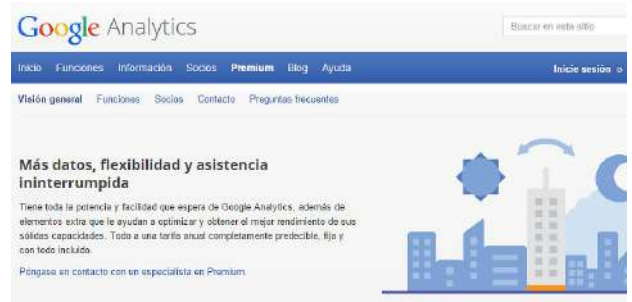 Google Analytics
Buscar en este sitio
Inicio Funciones Información Socios Premium Blog Ayuda
Inicie sesión o
Visión general Funciones Socios Contacto Preguntas frecuentes
Más datos, flexibilidad y asistencia
ininterrumpida
Tiene toda la potencia y facilidad que espera de Google Analytics, además de
elementos extra que le ayudan a optimizar y obtener el mejor rendimiento de sus
sólidas capacidades. Todo a una tarifa anual completamente predecible, fija y
con todo incluido.
Póngase en contacto con un especialista en Premium.